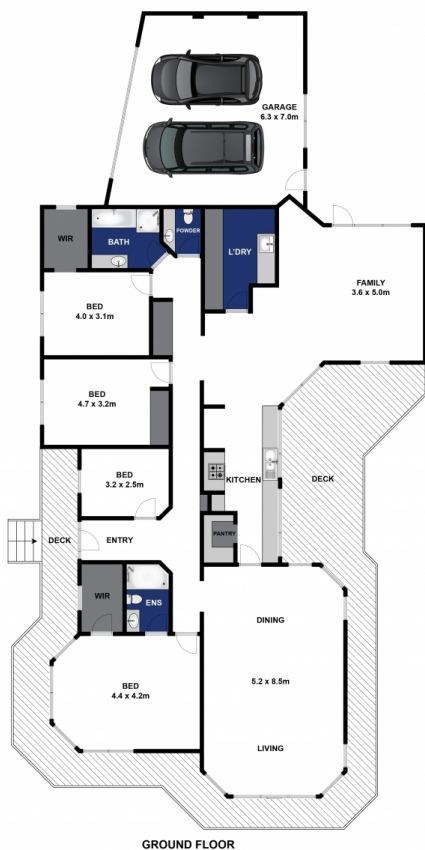 GARAGE
6.3 x 7.0m
WIR
BATH
POWDER
L'DRY
FAMILY
3.6 x 5.0m
BED
4.0 x 3.1m
BED
4.7 x 3.2m
BED
3.2 x 2.5m
KITCHEN
DECK
DECK
ENTRY
PANTRY
WIR
ENS
DINING
BED
4.4 x 4.2m
5.2 x 8.5m
LIVING
GROUND FLOOR